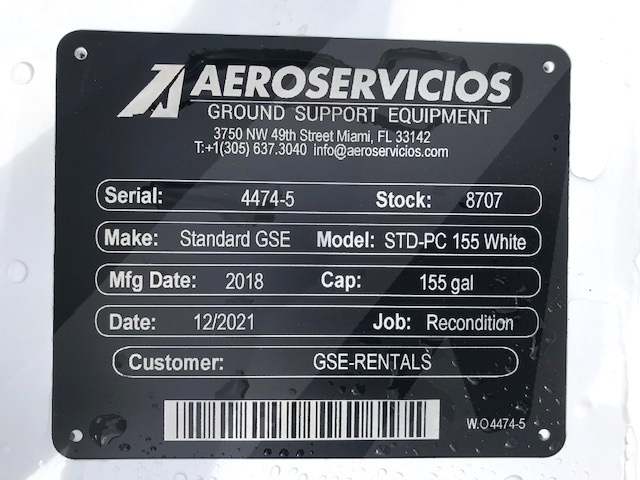 AEROSERVICIOS
GROUND SUPPORT EQUIPMENT
3750 NW 49th Street Miami, FL 33142
T:+1(305) 637.3040 info@aeroservicios.com
Serial: 4474-5 Stock: 8707
Make: Standard GSE Model: STD-PC 155 White
Mfg Date: 2018 Cap: 155 gal
Date: 12/2021 Job: Recondition
Customer: GSE-RENTALS
W.O4474-5